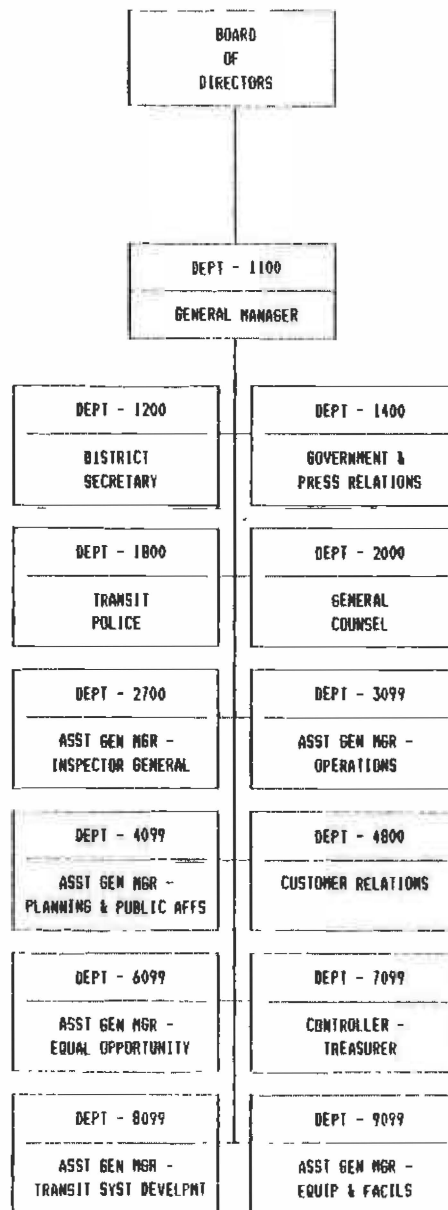 BOARD
OF
DIRECTORS
DEPT - 1100
GENERAL MANAGER
DEPT - 1200
DISTRICT
SECRETARY
DEPT - 1400
GOVERNMENT &
PRESS RELATIONS
DEPT - 1800
TRANSIT
POLICE
DEPT - 2000
GENERAL
COUNSEL
DEPT - 2700
ASST GEN MGR -
INSPECTOR GENERAL
DEPT - 3099
ASST GEN MGR -
OPERATIONS
DEPT - 4099
ASST GEN MGR -
PLANNING & PUBLIC AFFS
DEPT - 4800
CUSTOMER RELATIONS
DEPT - 6099
ASST GEN MGR -
EQUAL OPPORTUNITY
DEPT - 7099
CONTROLLER -
TREASURER
DEPT - 8099
ASST GEN MGR -
TRANSIT SYST DEVELPMT
DEPT - 9099
ASST GEN MGR -
EQUIP & FACILS